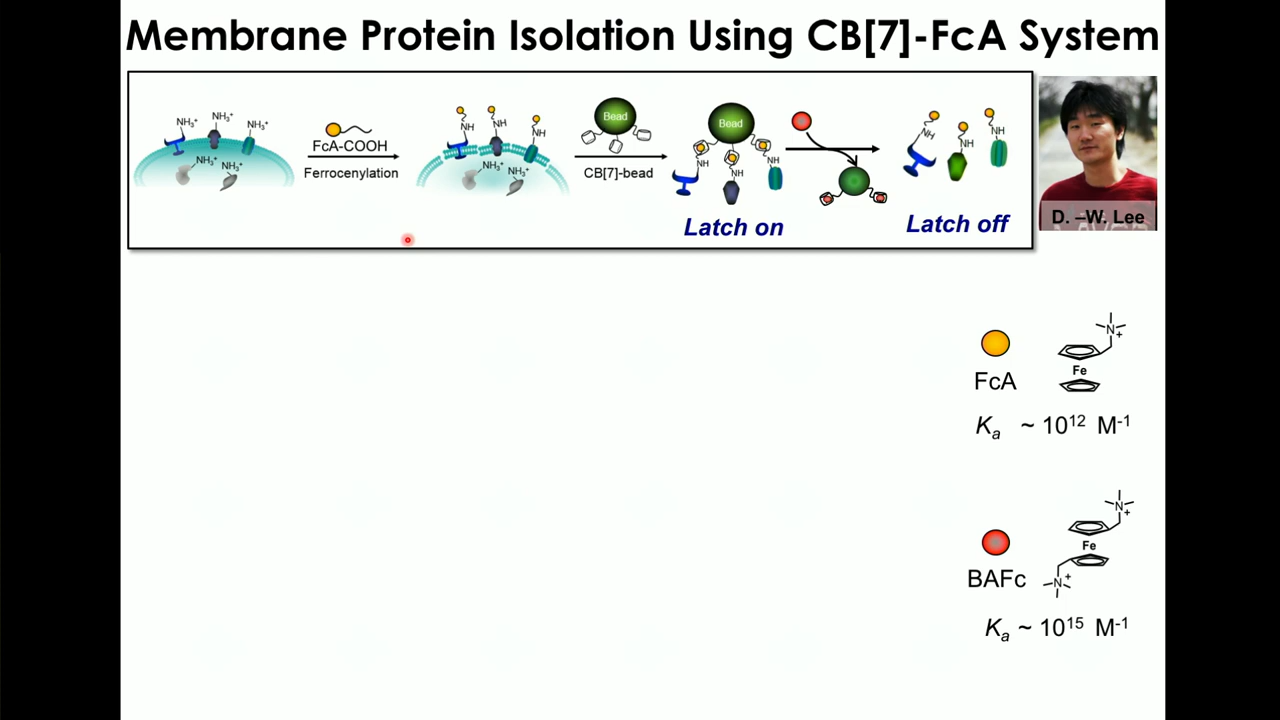 Membrane Protein Isolation Using CB[7]-FcA System
NH₃⁺ NH₃⁺ NH₃⁺
NH₃⁺ NH₃⁺
FcA-COOH
Ferrocenylation
NH NH NH
NH₃⁺ NH₃⁺
Bead
CB[7]-bead
Bead
NH NH NH
Latch on
NH NH NH
Latch off
D. –W. Lee
FcA
N⁺
Fe
Kₐ ~ 10¹² M⁻¹
BAFc
N⁺
Fe
N⁺
Kₐ ~ 10¹⁵ M⁻¹